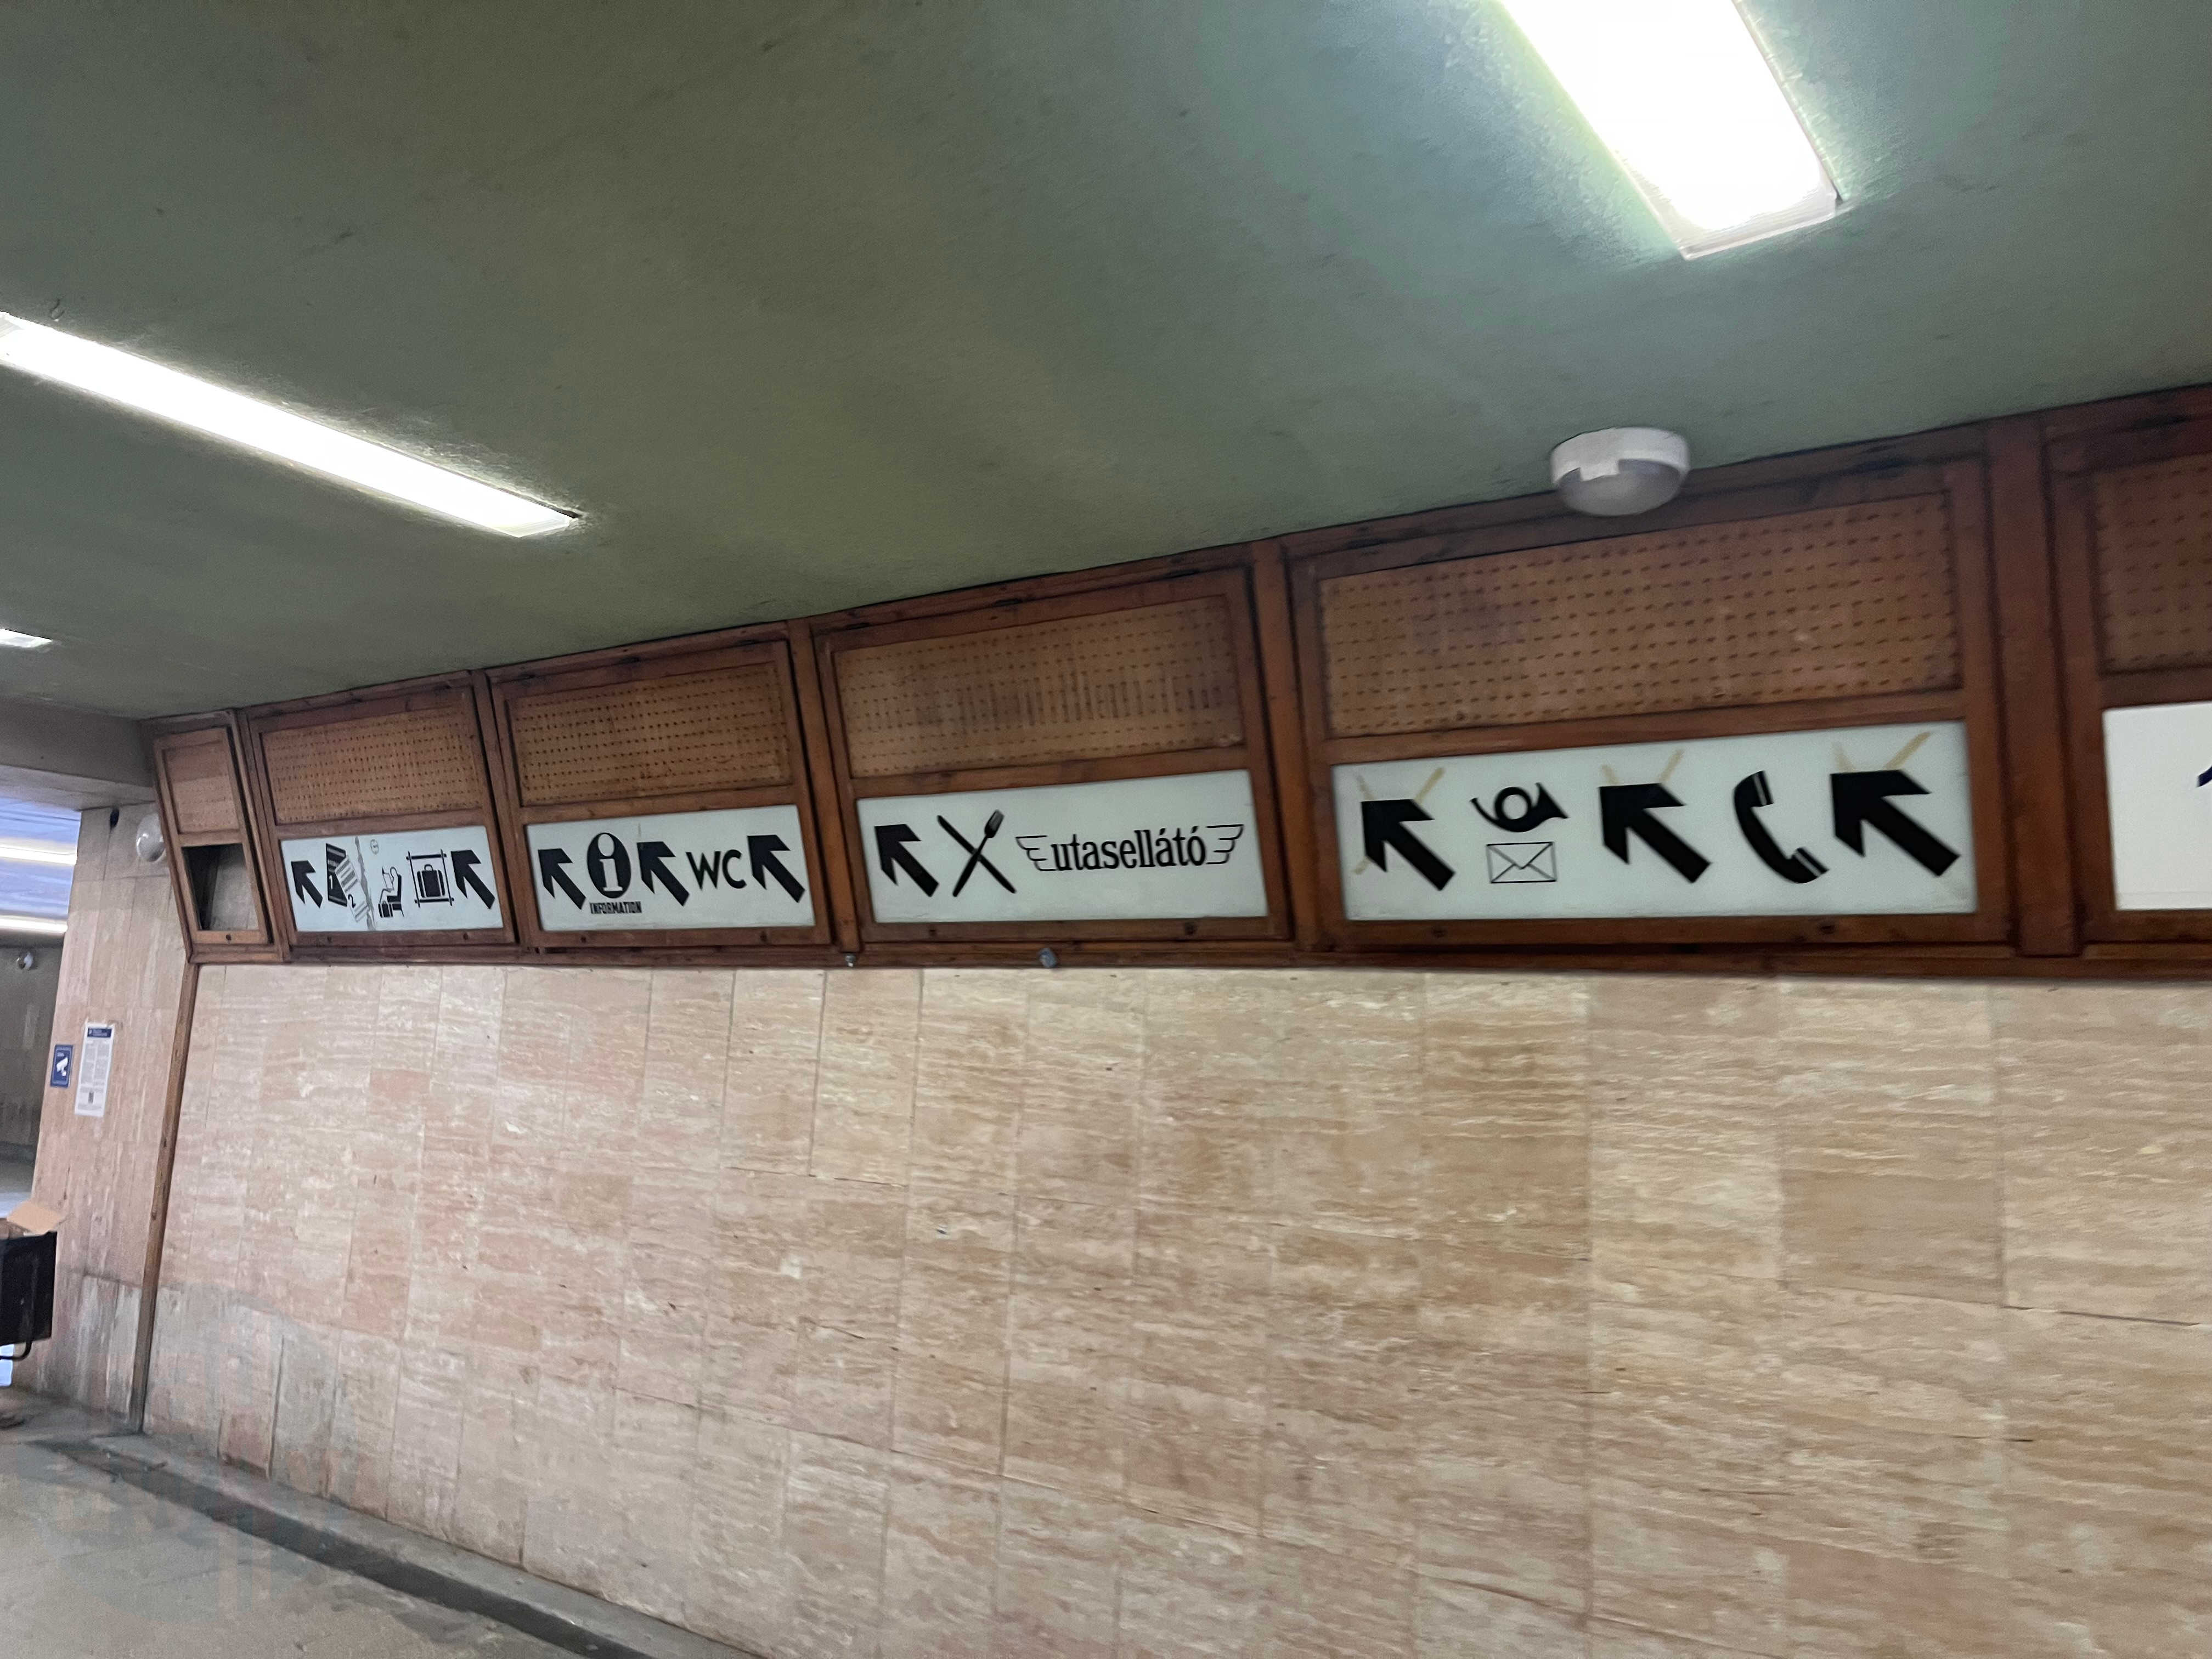 i
INFORMATION
WC
utasellátó